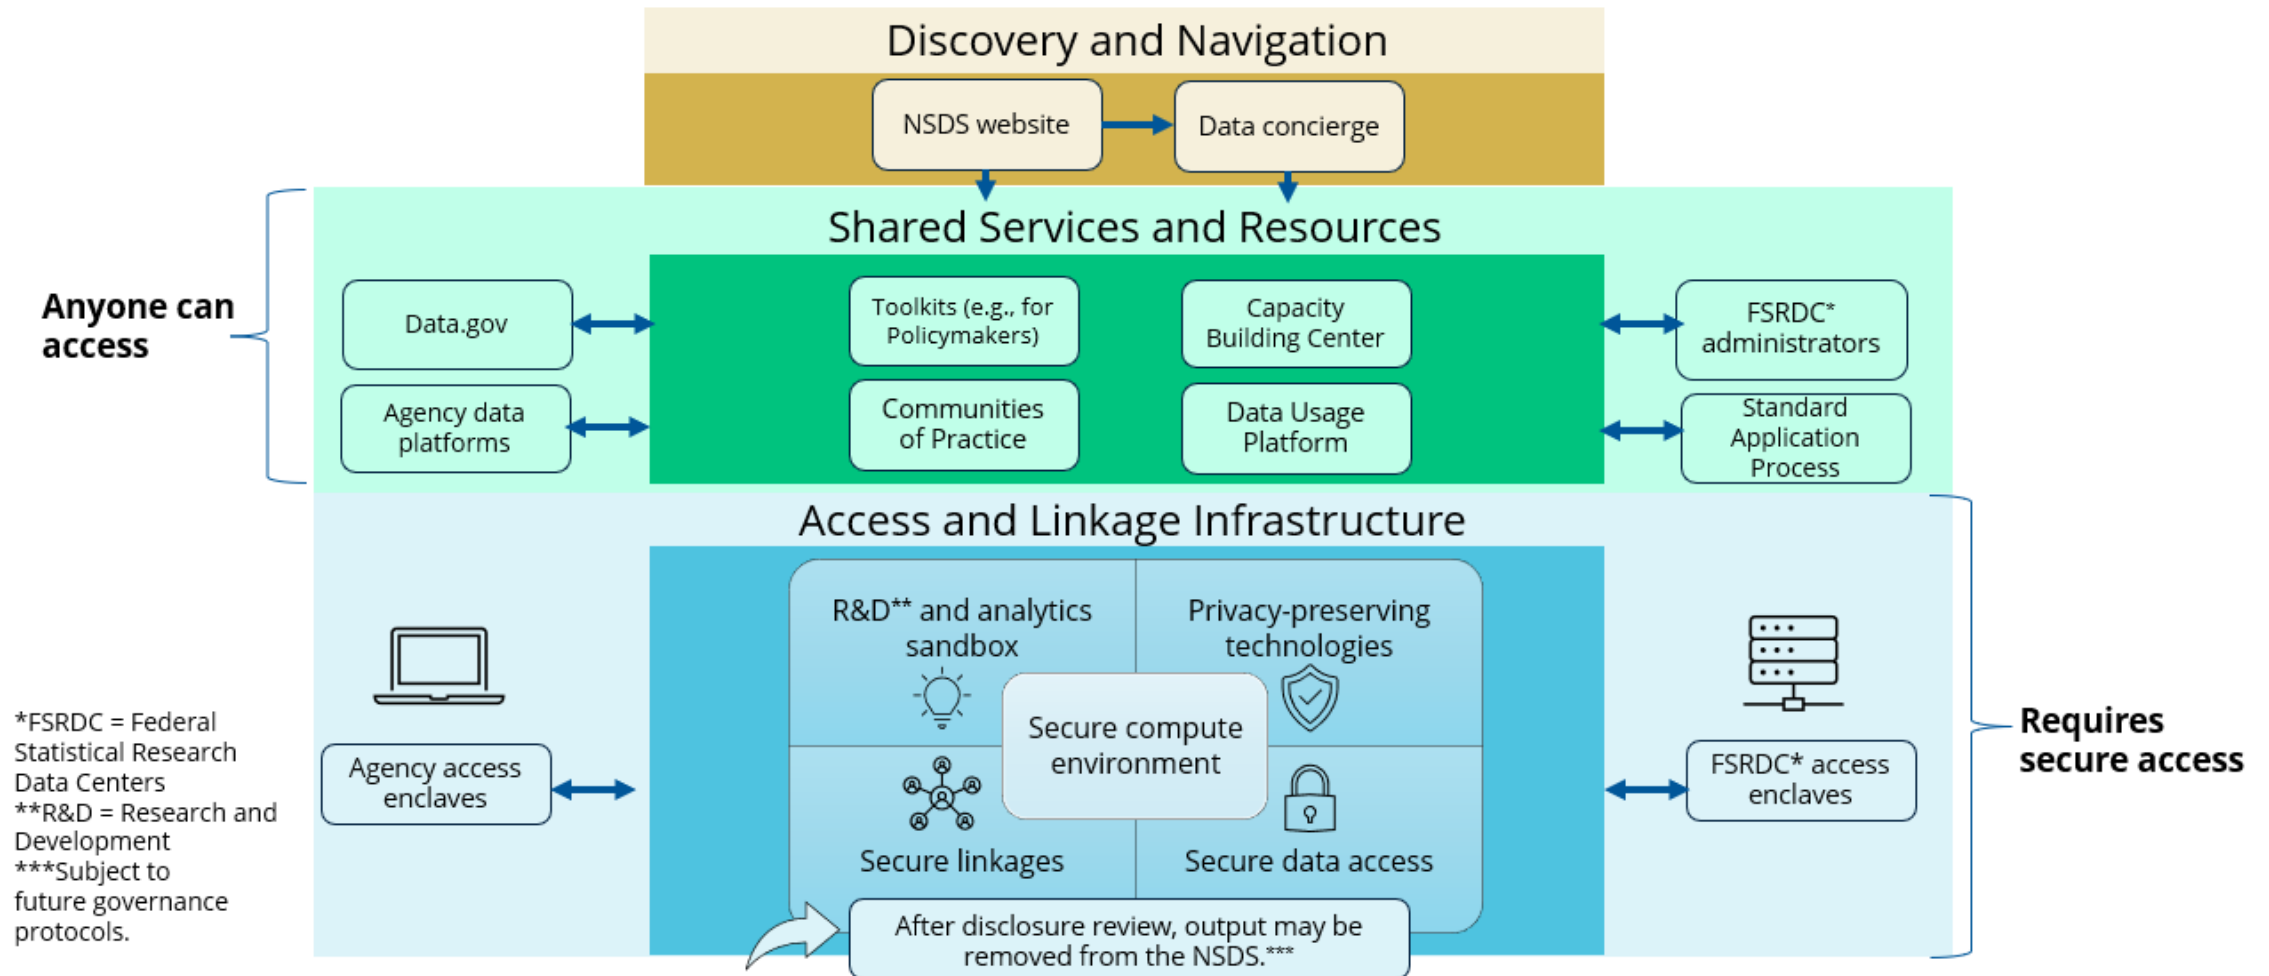 Discovery and Navigation
NSDS website
Data concierge
Shared Services and Resources
Anyone can
access
Data.gov
Agency data
platforms
Toolkits (e.g., for
Policymakers)
Capacity
Building Center
Communities
of Practice
Data Usage
Platform
FSRDC*
administrators
Standard
Application
Process
Access and Linkage Infrastructure
R&D** and analytics
sandbox
Privacy-preserving
technologies
Secure compute
environment
Secure linkages
Secure data access
After disclosure review, output may be
removed from the NSDS.***
Agency access
enclaves
FSRDC* access
enclaves
Requires
secure access
*FSRDC = Federal
Statistical Research
Data Centers
**R&D = Research and
Development
***Subject to
future governance
protocols.